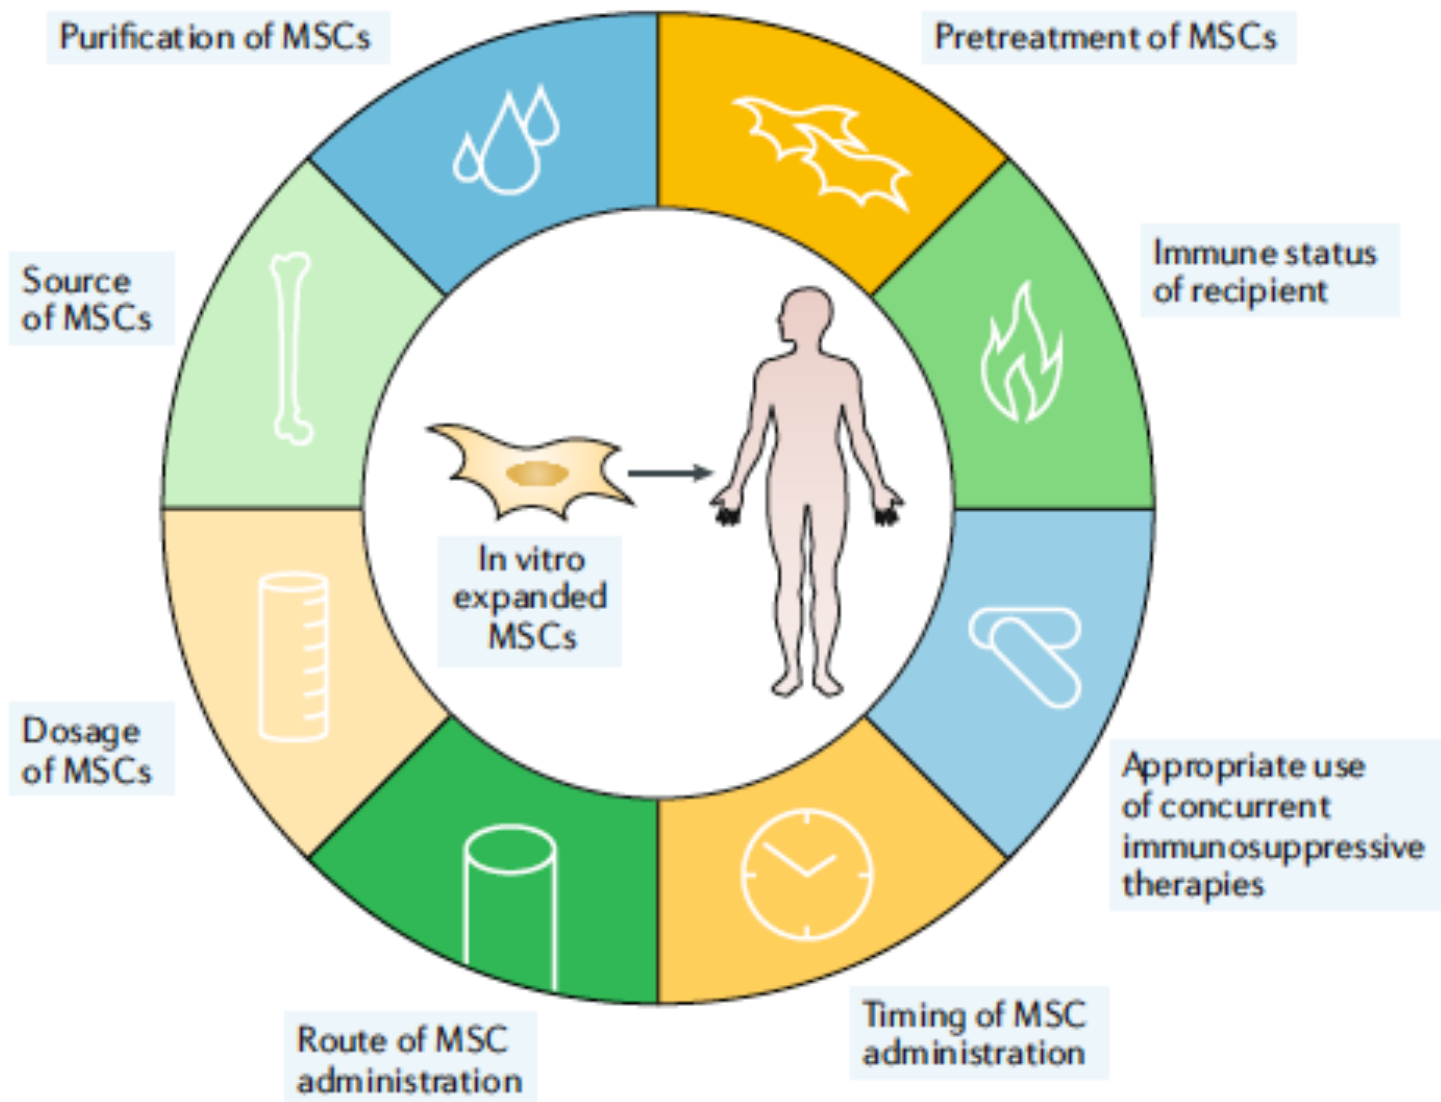 Purification of MSCs
Pretreatment of MSCs
Immune status
of recipient
Source
of MSCs
In vitro
expanded
MSCs
Dosage
of MSCs
Appropriate use
of concurrent
immunosuppressive
therapies
Timing of MSC
administration
Route of MSC
administration